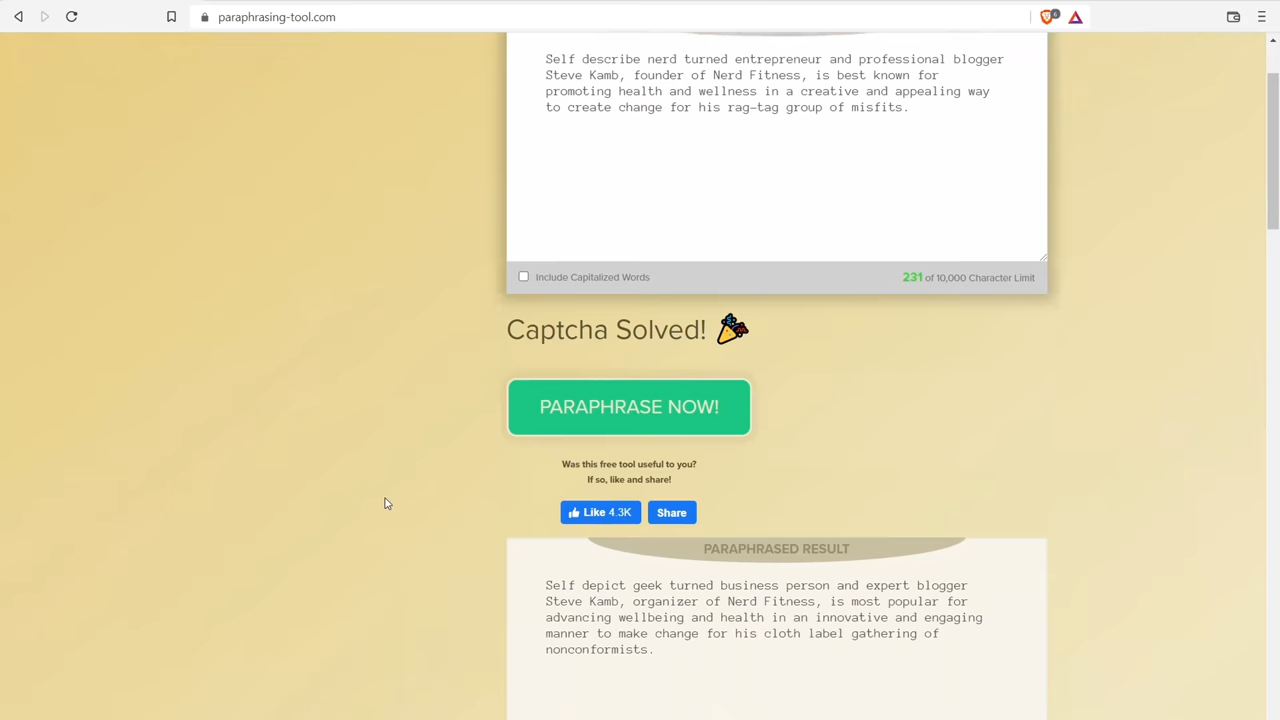 paraphrasing-tool.com
6
Self describe nerd turned entrepreneur and professional blogger
Steve Kamb, founder of Nerd Fitness, is best known for
promoting health and wellness in a creative and appealing way
to create change for his rag-tag group of misfits.
Include Capitalized Words
231 of 10,000 Character Limit
Captcha Solved!
PARAPHRASE NOW!
Was this free tool useful to you?
If so, like and share!
Like 4.3K
Share
PARAPHRASED RESULT
Self depict geek turned business person and expert blogger
Steve Kamb, organizer of Nerd Fitness, is most popular for
advancing wellbeing and health in an innovative and engaging
manner to make change for his cloth label gathering of
nonconformists.